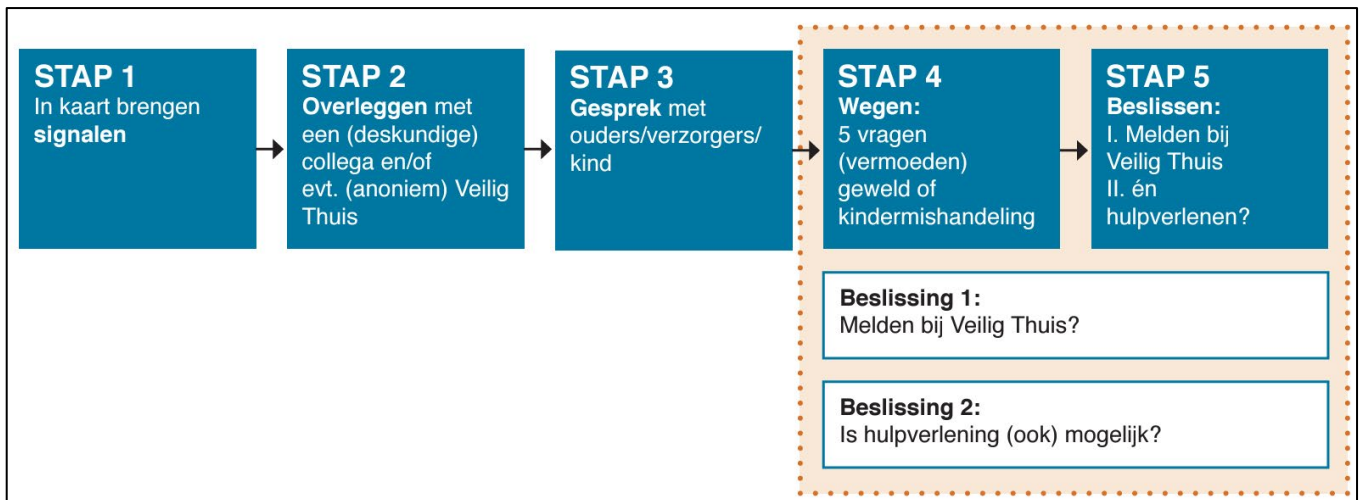 STAP 1
In kaart brengen
signalen
STAP 2
Overleggen met
een (deskundige)
collega en/of
evt. (anoniem) Veilig
Thuis
STAP 3
Gesprek met
ouders/verzorgers/
kind
STAP 4
Wegen:
5 vragen
(vermoeden)
geweld of
kindermishandeling
STAP 5
Beslissen:
I. Melden bij
Veilig Thuis
II. én
hulpverlenen?
Beslissing 1:
Melden bij Veilig Thuis?
Beslissing 2:
Is hulpverlening (ook) mogelijk?